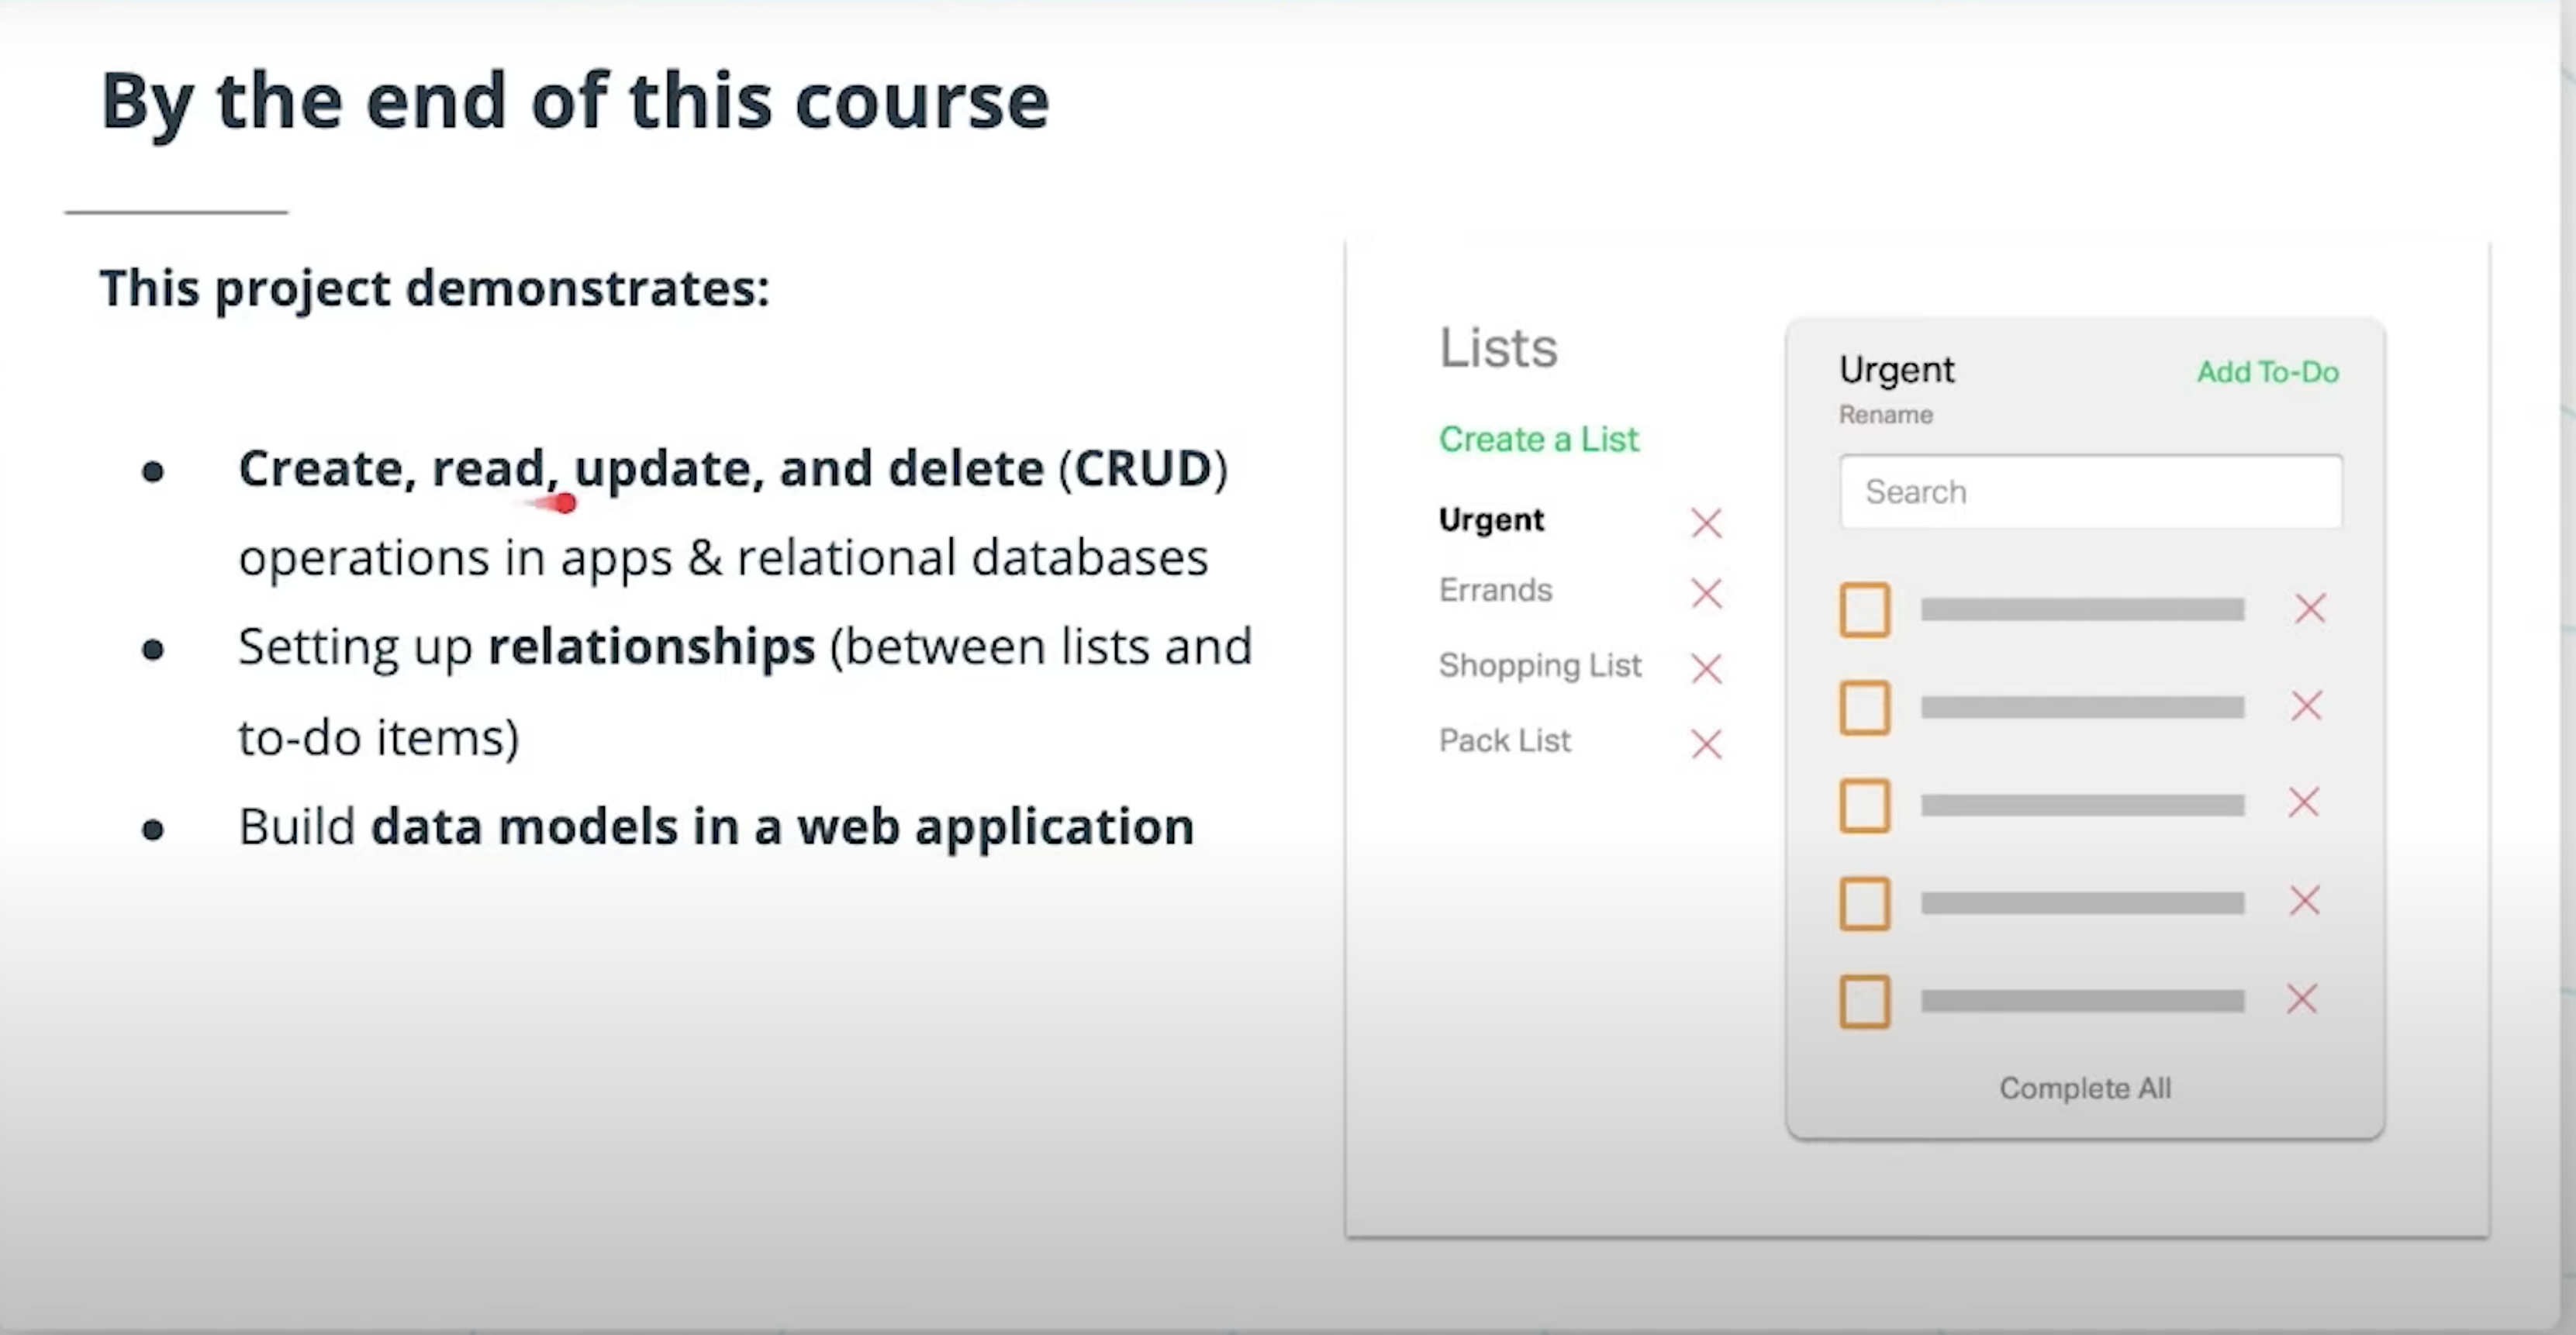 By the end of this course
This project demonstrates:
● Create, read, update, and delete (CRUD)
operations in apps & relational databases
● Setting up relationships (between lists and
to-do items)
● Build data models in a web application
Lists
Create a List
Urgent
Errands
Shopping List
Pack List
Urgent
Add To-Do
Rename
Search
Complete All